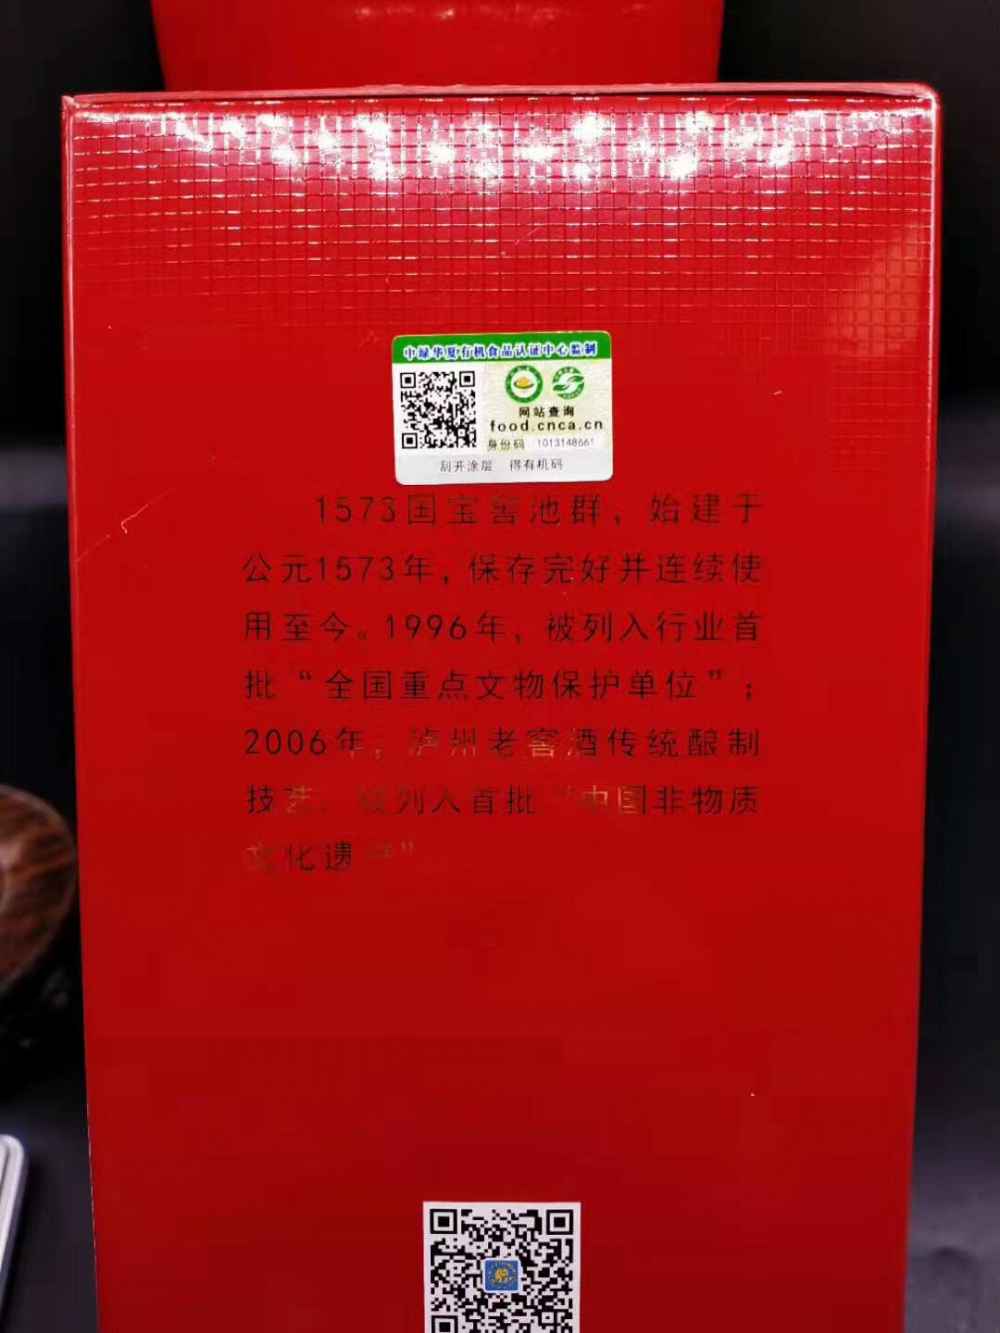 中绿华夏有机食品认证中心监制
网站查询
food.cnca.cn
身份码 1013148661
刮开涂层 得有机码
1573国宝窖池群，始建于
公元1573年，保存完好并连续使
用至今。1996年，被列入行业首
批“全国重点文物保护单位”；
2006年，泸州老窖酒传统酿制
技艺，被列入首批“中国非物质
文化遗产”